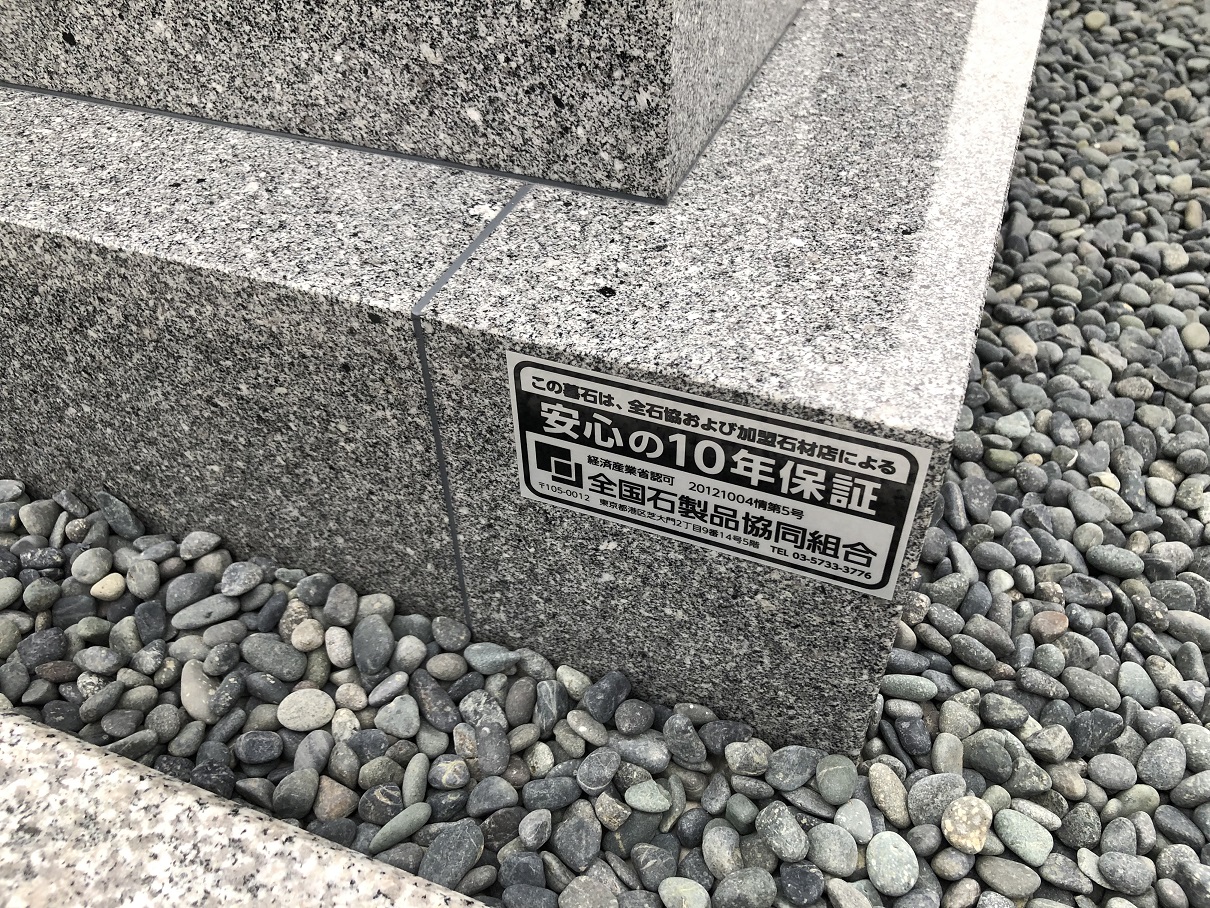 この墓石は、全石協および加盟石材店による
安心の10年保証
経済産業省認可 20121004情第5号
全国石製品協同組合
〒105-0012 東京都港区芝大門2丁目9番14号5階 TEL 03-5733-3776